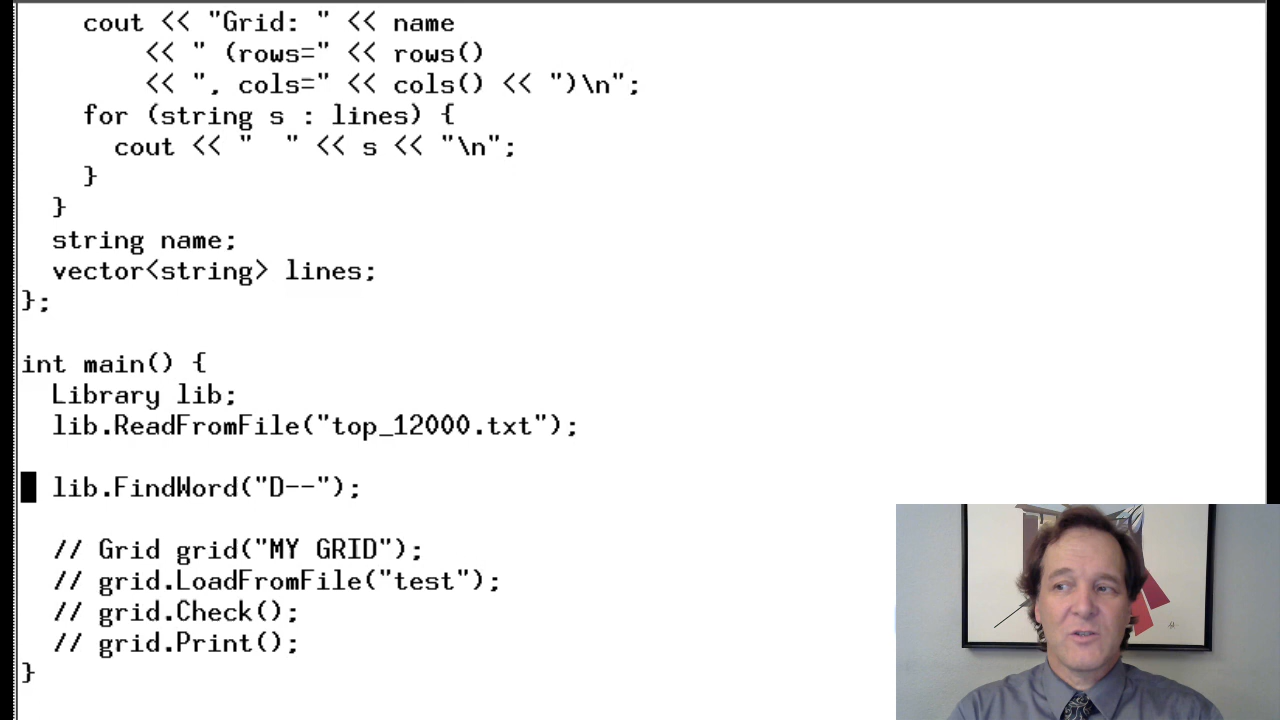 cout << "Grid: " << name
<< " (rows=" << rows()
<< ", cols=" << cols() << ")\n";
for (string s : lines) {
cout << "  " << s << "\n";
}
}
string name;
vector<string> lines;
};
int main() {
Library lib;
lib.ReadFromFile("top_12000.txt");
lib.FindWord("D--");
// Grid grid("MY GRID");
// grid.LoadFromFile("test");
// grid.Check();
// grid.Print();
}